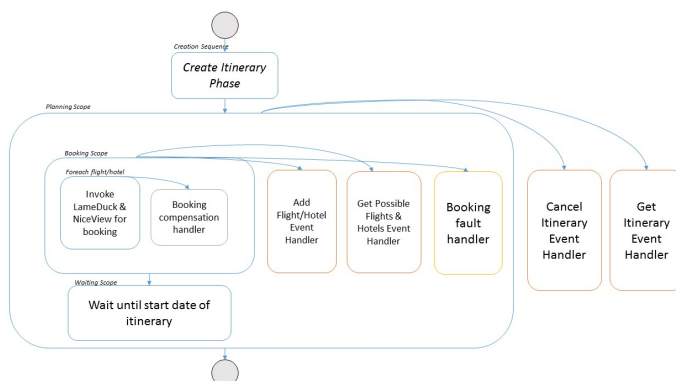 Creation Sequence
Create Itinerary
Phase
Planning Scope
Booking Scope
Foreach flight/hotel
Invoke
LameDuck &
NiceView for
booking
Booking
compensation
handler
Add
Flight/Hotel
Event
Handler
Get Possible
Flights &
Hotels Event
Handler
Booking
fault
handler
Cancel
Itinerary
Event
Handler
Get
Itinerary
Event
Handler
Waiting Scope
Wait until start date of
itinerary